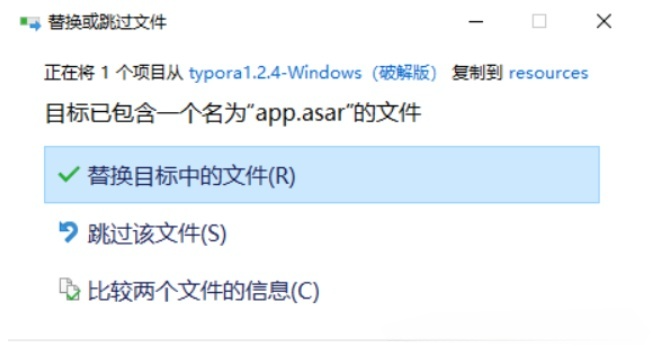 替换或跳过文件
正在将 1 个项目从 typora1.2.4-Windows（破解版） 复制到 resources
目标已包含一个名为“app.asar”的文件
替换目标中的文件(R)
跳过该文件(S)
比较两个文件的信息(C)